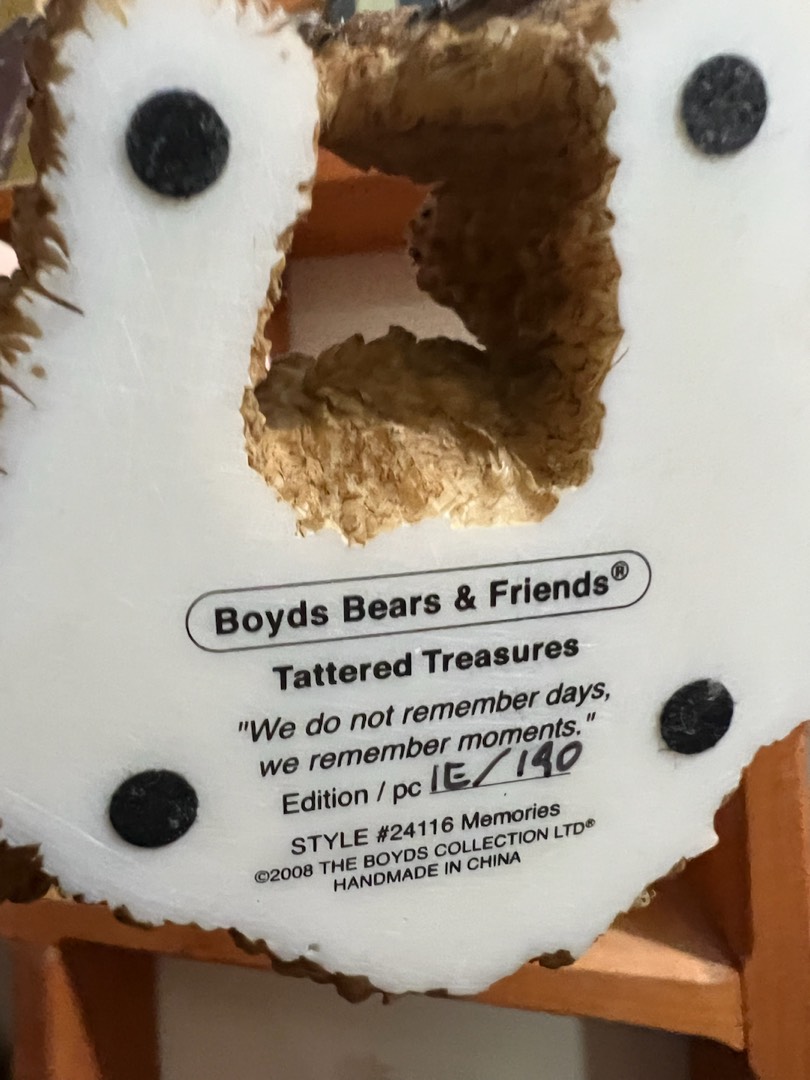 Boyds Bears & Friends®
Tattered Treasures
"We do not remember days,
we remember moments."
Edition / pc 1E/190
STYLE #24116 Memories
©2008 THE BOYDS COLLECTION LTD®
HANDMADE IN CHINA